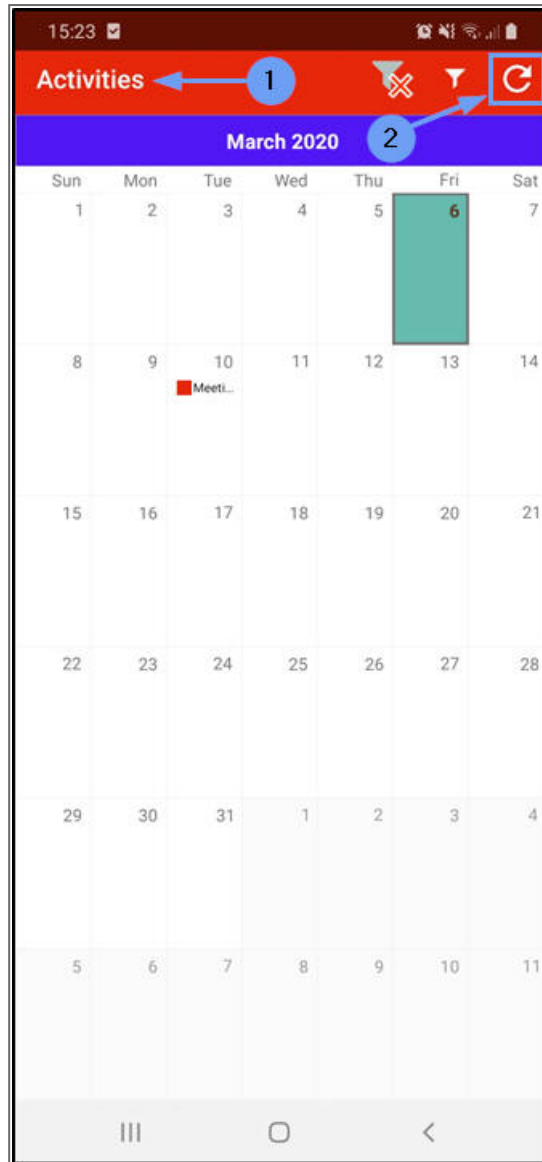 15:23
Activities
1
2
March 2020
Sun Mon Tue Wed Thu Fri Sat
1 2 3 4 5 6 7
8 9 10 11 12 13 14
Meeti...
15 16 17 18 19 20 21
22 23 24 25 26 27 28
29 30 31 1 2 3 4
5 6 7 8 9 10 11